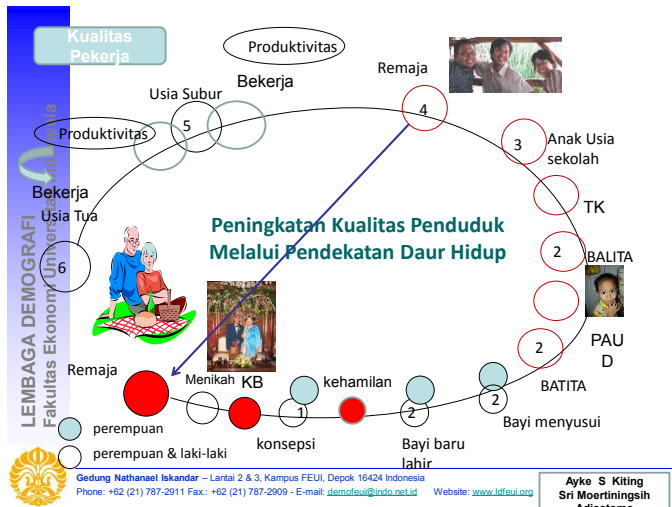 Kualitas
Pekerja
Produktivitas
Bekerja
Remaja
Usia Subur
4
5
3
Anak Usia
sekolah
Produktivitas
TK
Bekerja
Usia Tua
6
Peningkatan Kualitas Penduduk
Melalui Pendekatan Daur Hidup
2
BALITA
PAU
D
2
BATITA
Remaja
Menikah
KB
kehamilan
1
2
2
konsepsi
Bayi baru
lahir
Bayi menyusui
perempuan
perempuan & laki-laki
LEMBAGA DEMOGRAFI
Fakultas Ekonomi Universitas Indonesia
Gedung Nathanael Iskandar – Lantai 2 & 3, Kampus FEUI, Depok 16424 Indonesia
Phone: +62 (21) 787-2911 Fax.: +62 (21) 787-2909 - E-mail: demofeui@indo.net.id Website: www.ldfeui.org
Ayke S Kiting
Sri Moertiningsih
Adioetomo